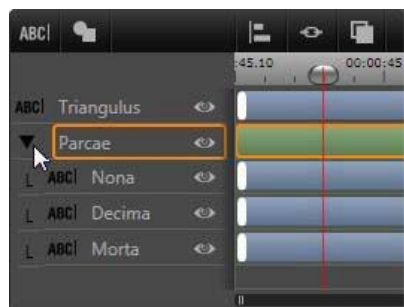 ABC
:45.10 00:00:45
ABC Triangulus
Parcae
ABC Nona
ABC Decima
ABC Morta